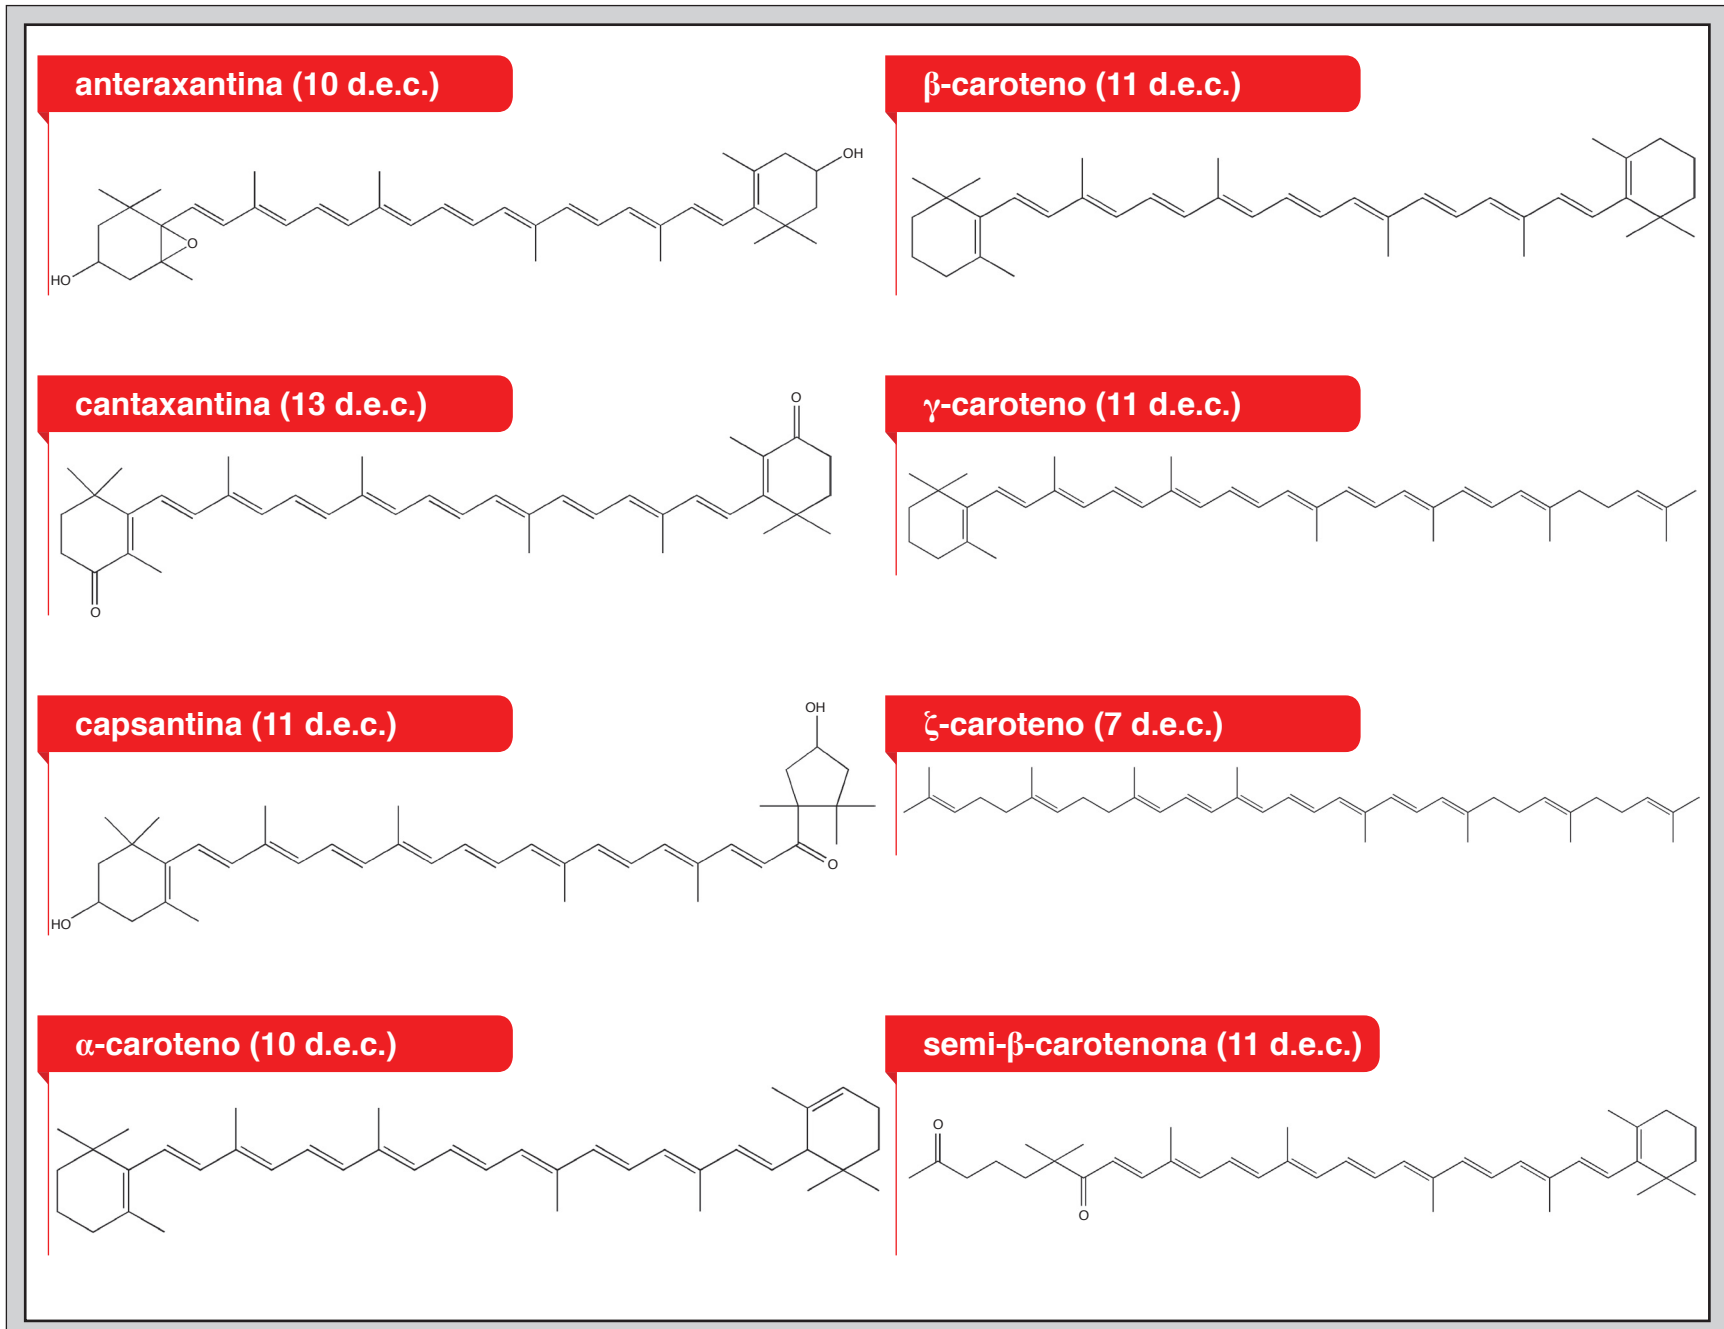 anteraxantina (10 d.e.c.)
OH
O
HO
β-caroteno (11 d.e.c.)
cantaxantina (13 d.e.c.)
O
O
γ-caroteno (11 d.e.c.)
capsantina (11 d.e.c.)
OH
O
HO
ζ-caroteno (7 d.e.c.)
α-caroteno (10 d.e.c.)
semi-β-carotenona (11 d.e.c.)
O
O